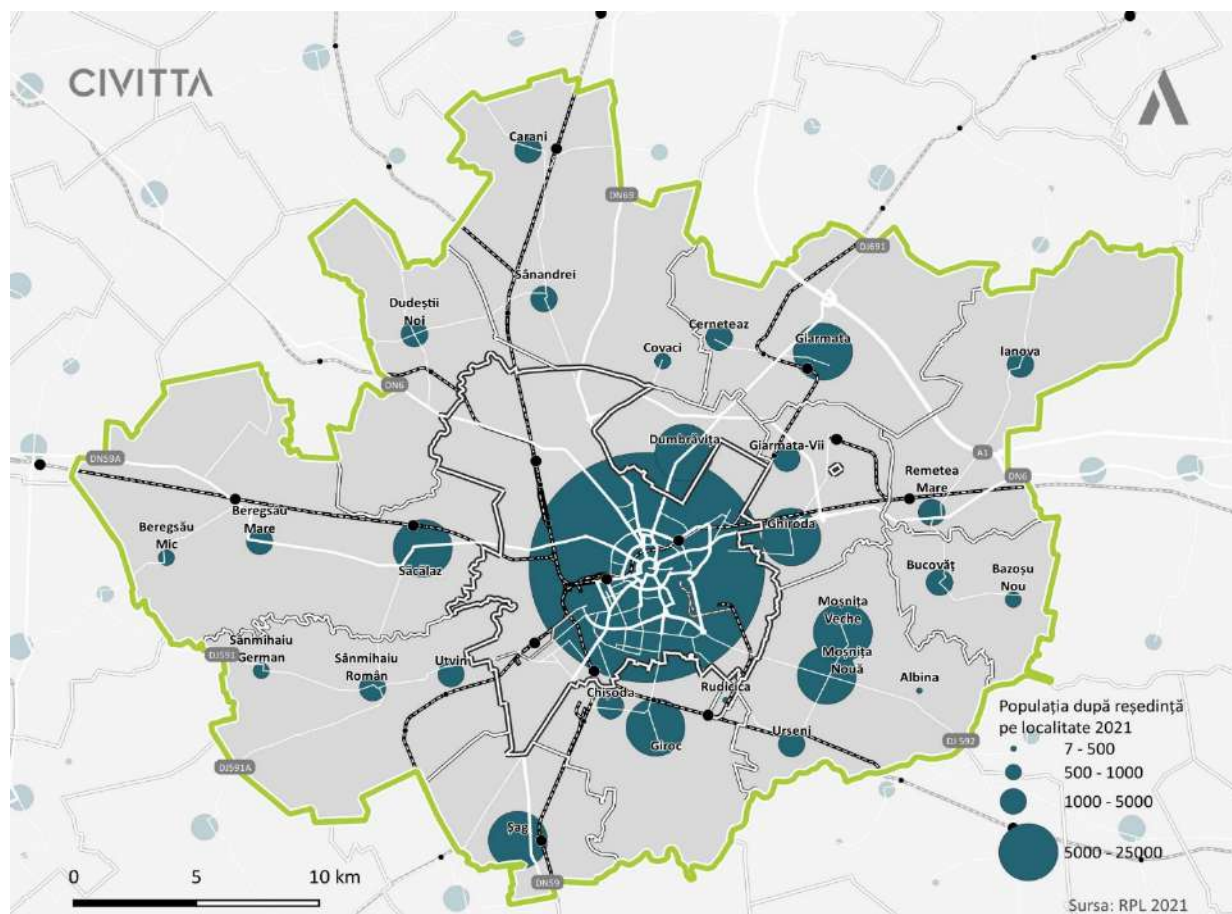 CIVITTA
Carani
DN69
DJ691
Sânandrei
Dudeștii
Noi
Cerneteaz
Giarmata
Covaci
Ianova
DN6
Dumbrăvița
Giarmata-Vii
A1
DN59A
Remetea
Mare
DN6
Beregsău
Mic
Beregsău
Mare
Ghiroda
Săcălaz
Bucovăț
Bazoșu
Nou
Moșnița
Veche
Sânmihaiu
German
DJ591
Sânmihaiu
Român
Utvin
Moșnița
Nouă
Albina
Rudicica
Chișoda
Urseni
Giroc
DJ 592
DJ591A
Șag
DN59
Populația după reședință
pe localitate 2021
7 - 500
500 - 1000
1000 - 5000
5000 - 25000
0 5 10 km
Sursa: RPL 2021